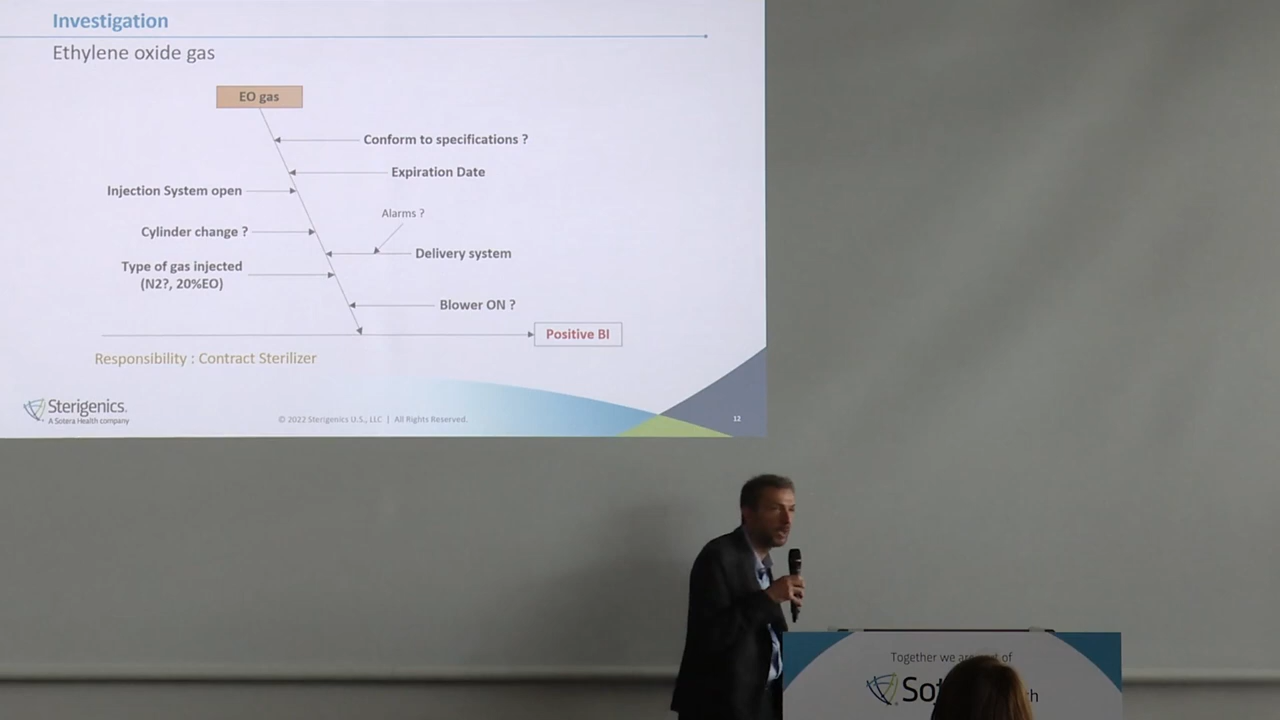 Investigation
Ethylene oxide gas
EO gas
Conform to specifications ?
Expiration Date
Injection System open
Alarms ?
Cylinder change ?
Delivery system
Type of gas injected
(N2?, 20%EO)
Blower ON ?
Positive BI
Responsibility : Contract Sterilizer
Sterigenics.
A Sotera Health company
© 2022 Sterigenics U.S., LLC | All Rights Reserved.
12
Together we are of
So h